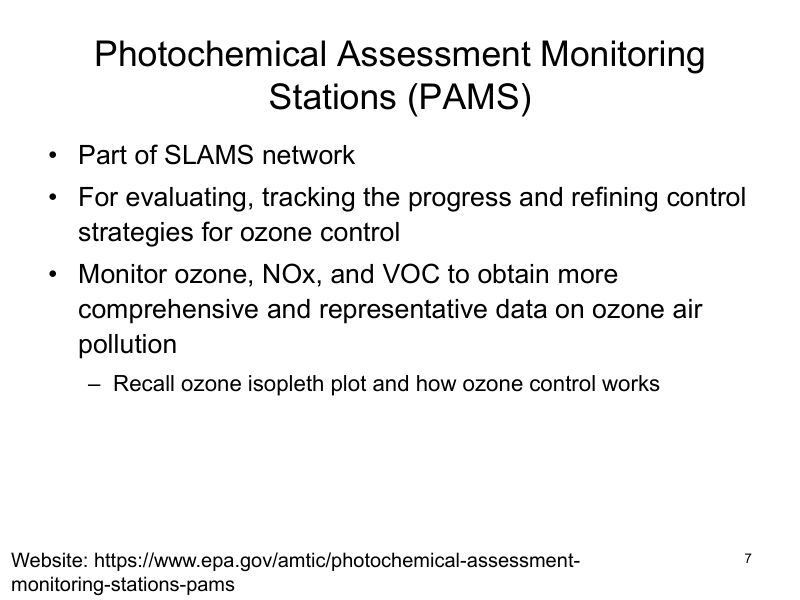 Photochemical Assessment Monitoring
Stations (PAMS)
• Part of SLAMS network
• For evaluating, tracking the progress and refining control
strategies for ozone control
• Monitor ozone, NOx, and VOC to obtain more
comprehensive and representative data on ozone air
pollution
– Recall ozone isopleth plot and how ozone control works
Website: https://www.epa.gov/amtic/photochemical-assessment-
monitoring-stations-pams
7